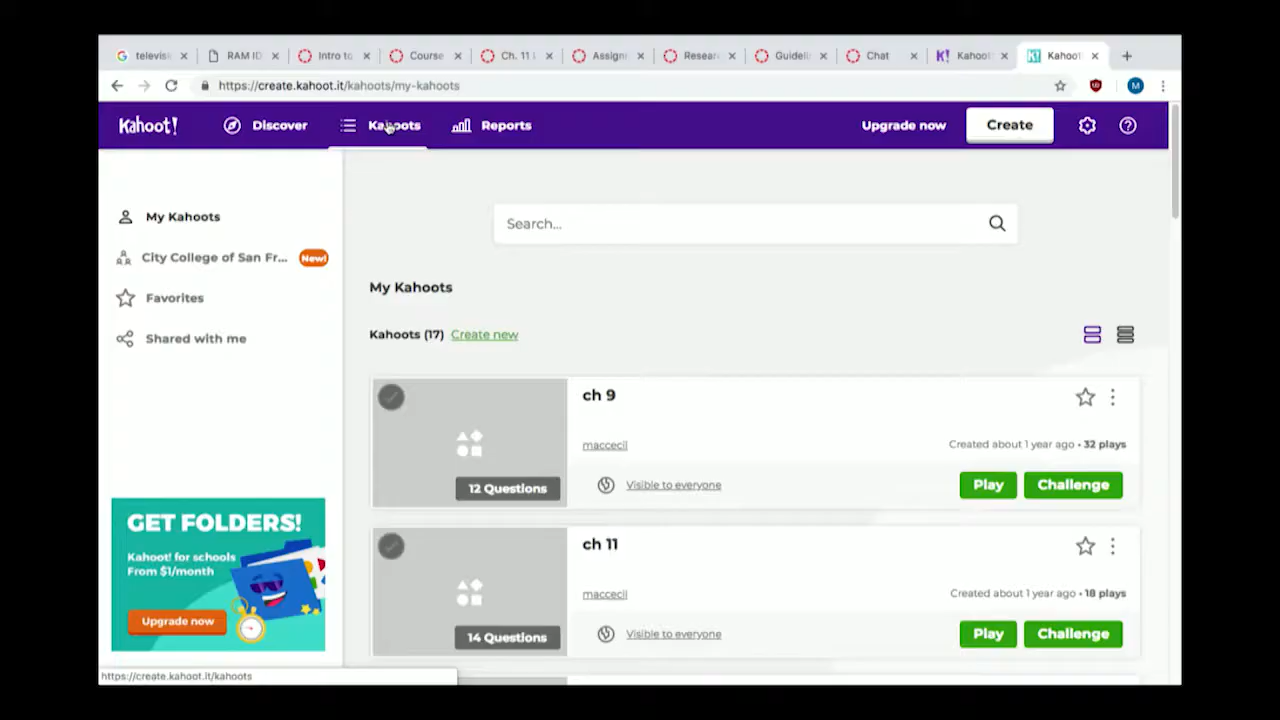 televisi
RAM ID
Intro to
Course
Ch. 11 L
Assignr
Resear
Guideli
Chat
K! Kahoot
K! Kahoot
https://create.kahoot.it/kahoots/my-kahoots
M
Kahoot!
Discover
Kahoots
Reports
Upgrade now
Create
My Kahoots
City College of San Fr... New!
Favorites
Shared with me
Search...
My Kahoots
Kahoots (17) Create new
ch 9
maccecil
Created about 1 year ago • 32 plays
12 Questions
Visible to everyone
Play
Challenge
ch 11
maccecil
Created about 1 year ago • 18 plays
14 Questions
Visible to everyone
Play
Challenge
GET FOLDERS!
Kahoot! for schools
From $1/month
Upgrade now
https://create.kahoot.it/kahoots